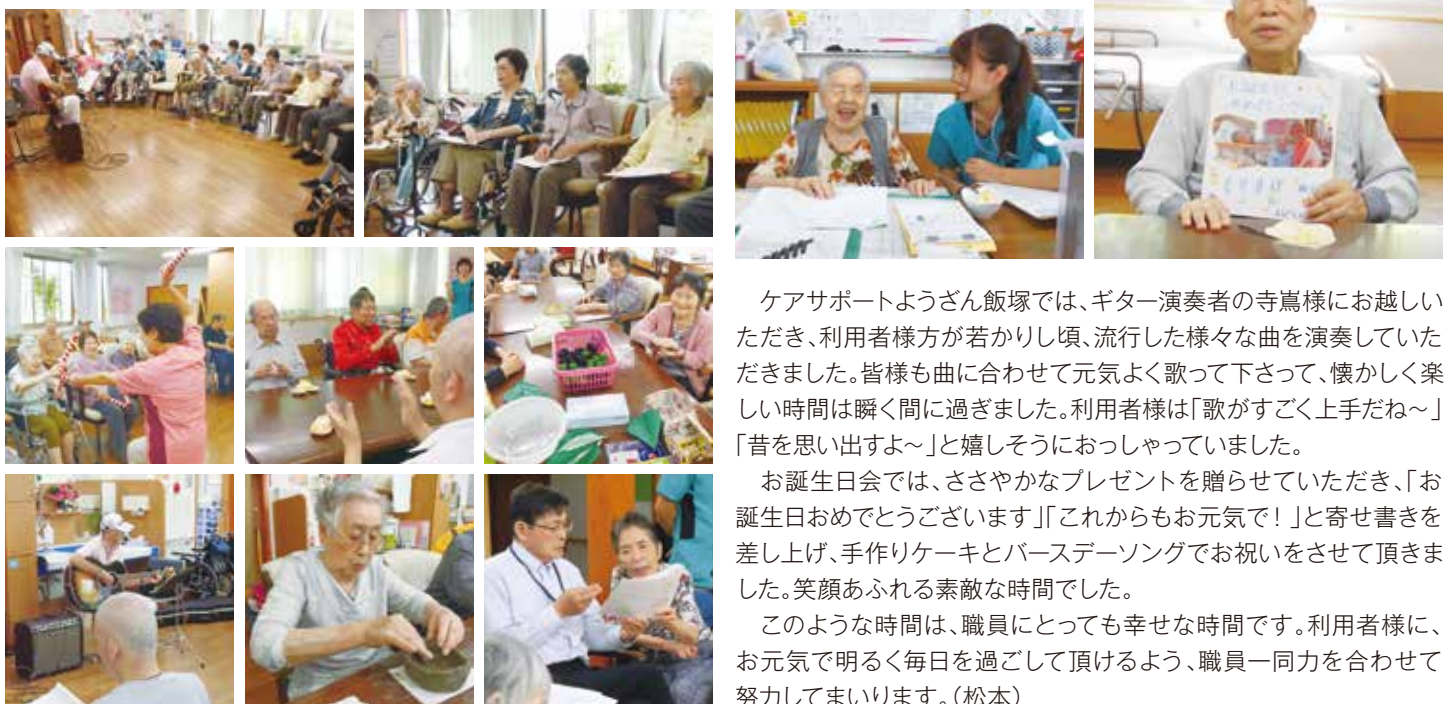 ケアサポートようざん飯塚では、ギター演奏者の寺嶌様にお越しい
ただき、利用者様方が若かりし頃、流行した様々な曲を演奏していた
だきました。皆様も曲に合わせて元気よく歌って下さって、懐かしく楽
しい時間は瞬く間に過ぎました。利用者様は「歌がすごく上手だね～」
「昔を思い出すよ～」と嬉しそうにおっしゃっていました。
お誕生日会では、ささやかなプレゼントを贈らせていただき、「お
誕生日おめでとうございます」「これからもお元気で！」と寄せ書きを
差し上げ、手作りケーキとバースデーソングでお祝いをさせて頂きま
した。笑顔あふれる素敵な時間でした。
このような時間は、職員にとっても幸せな時間です。利用者様に、
お元気で明るく毎日を過ごして頂けるよう、職員一同力を合わせて
努力してまいります。（松本）